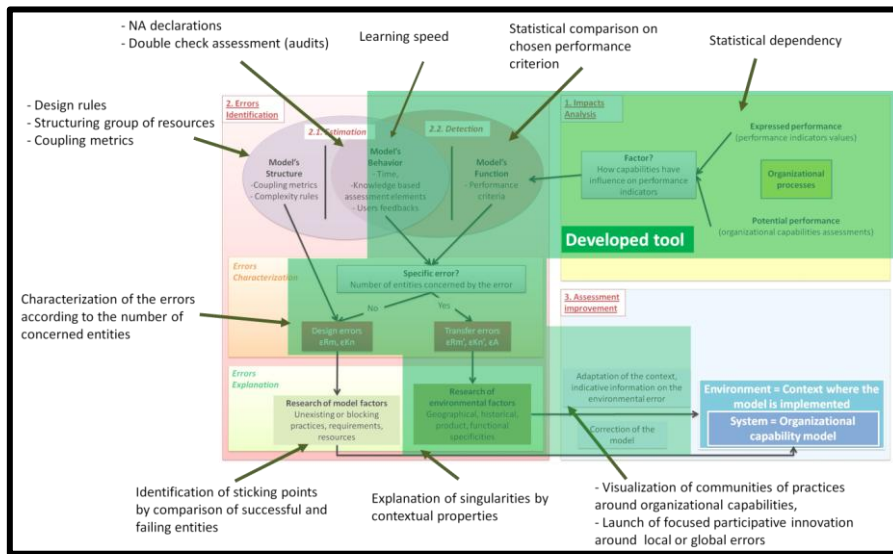 - NA declarations
- Double check assessment (audits)
Learning speed
Statistical comparison on
chosen performance
criterion
Statistical dependency
- Design rules
- Structuring group of resources
- Coupling metrics
2. Errors
Identification
2.1. Estimation
2.2. Detection
Model's
Structure
-Coupling metrics
-Complexity rules
Model's
Behavior
- Time,
-Knowledge based
assessment elements
- Users feedbacks
Model's
Function
- Performance
criteria
1. Impacts
Analysis
Factor?
How capabilities have
influence on performance
indicators
Expressed performance
(performance indicators values)
Organizational
processes
Potential performance
(organizational capabilities assessments)
Developed tool
Errors
Characterization
Specific error?
Number of entities concerned by the error
No
Yes
Design errors
εRm, εKn
Transfer errors
εRm', εKn', εA
Characterization of the errors
according to the number of
concerned entities
3. Assessment
improvement
Errors
Explanation
Research of model factors
Unexisting or blocking
practices, requirements,
resources
Research of
environmental factors
Geographical, historical,
product, functional
specificities
Adaptation of the context,
indicative information on the
environmental error
Correction of the
model
Environment = Context where
the model is implemented
System = Organizational
capability model
Identification of sticking points
by comparison of successful and
failing entities
Explanation of singularities by
contextual properties
- Visualization of communities of practices
around organizational capabilities,
- Launch of focused participative innovation
around local or global errors